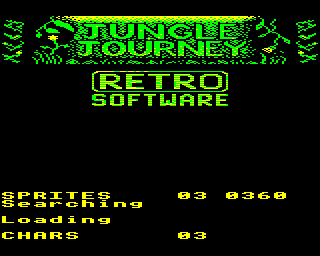 JUNGLE
JOURNEY
RETRO
SOFTWARE
SPRITES 03 0360
Searching
Loading
CHARS 03